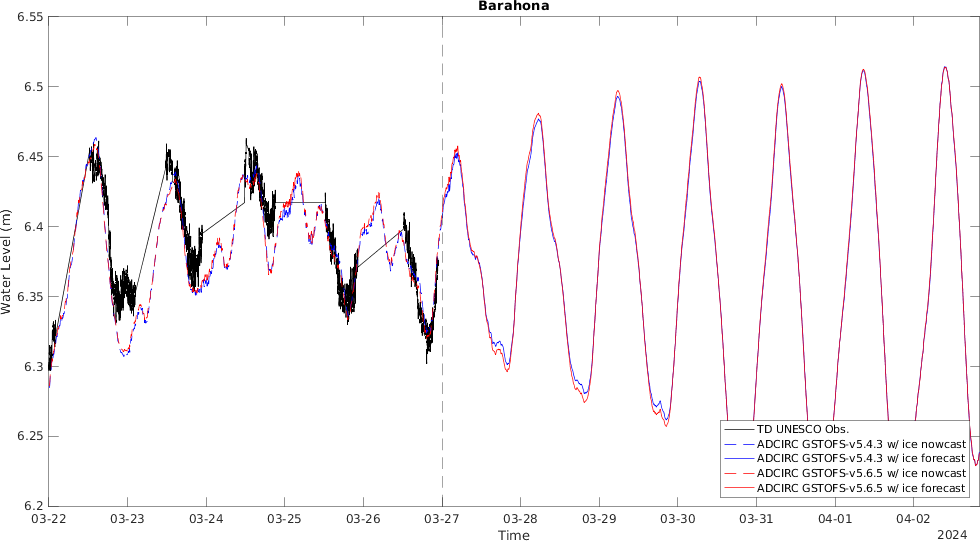 Barahona
6.55
6.5
6.45
6.4
6.35
6.3
6.25
6.2
Water Level (m)
TD UNESCO Obs.
ADCIRC GSTOFS-v5.4.3 w/ ice nowcast
ADCIRC GSTOFS-v5.4.3 w/ ice forecast
ADCIRC GSTOFS-v5.6.5 w/ ice nowcast
ADCIRC GSTOFS-v5.6.5 w/ ice forecast
03-22 03-23 03-24 03-25 03-26 03-27 03-28 03-29 03-30 03-31 04-01 04-02
Time
2024